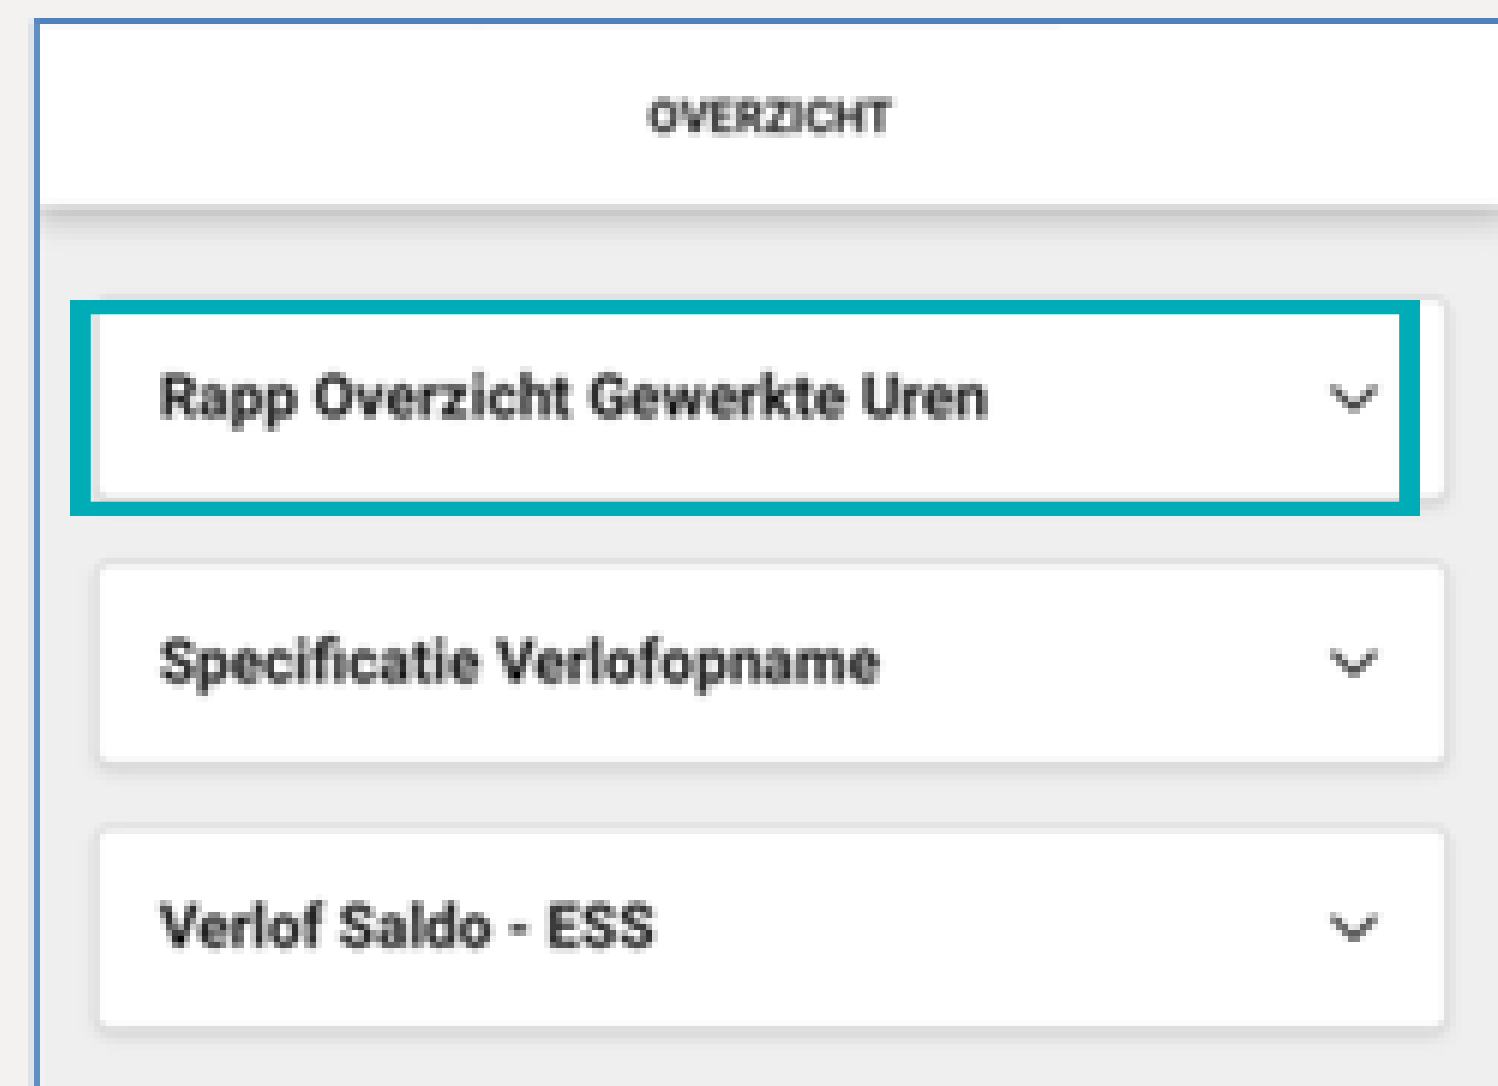 OVERZICHT
Rapp Overzicht Gewerkte Uren
Specificatie Verlofopname
Verlof Saldo - ESS